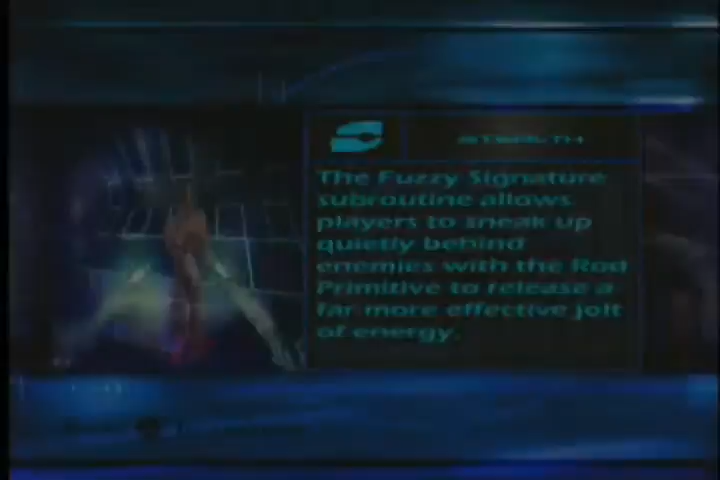 STEALTH
The Fuzzy Signature
subroutine allows
players to sneak up
quietly behind
enemies with the Rod
Primitive to release a
far more effective jolt
of energy.